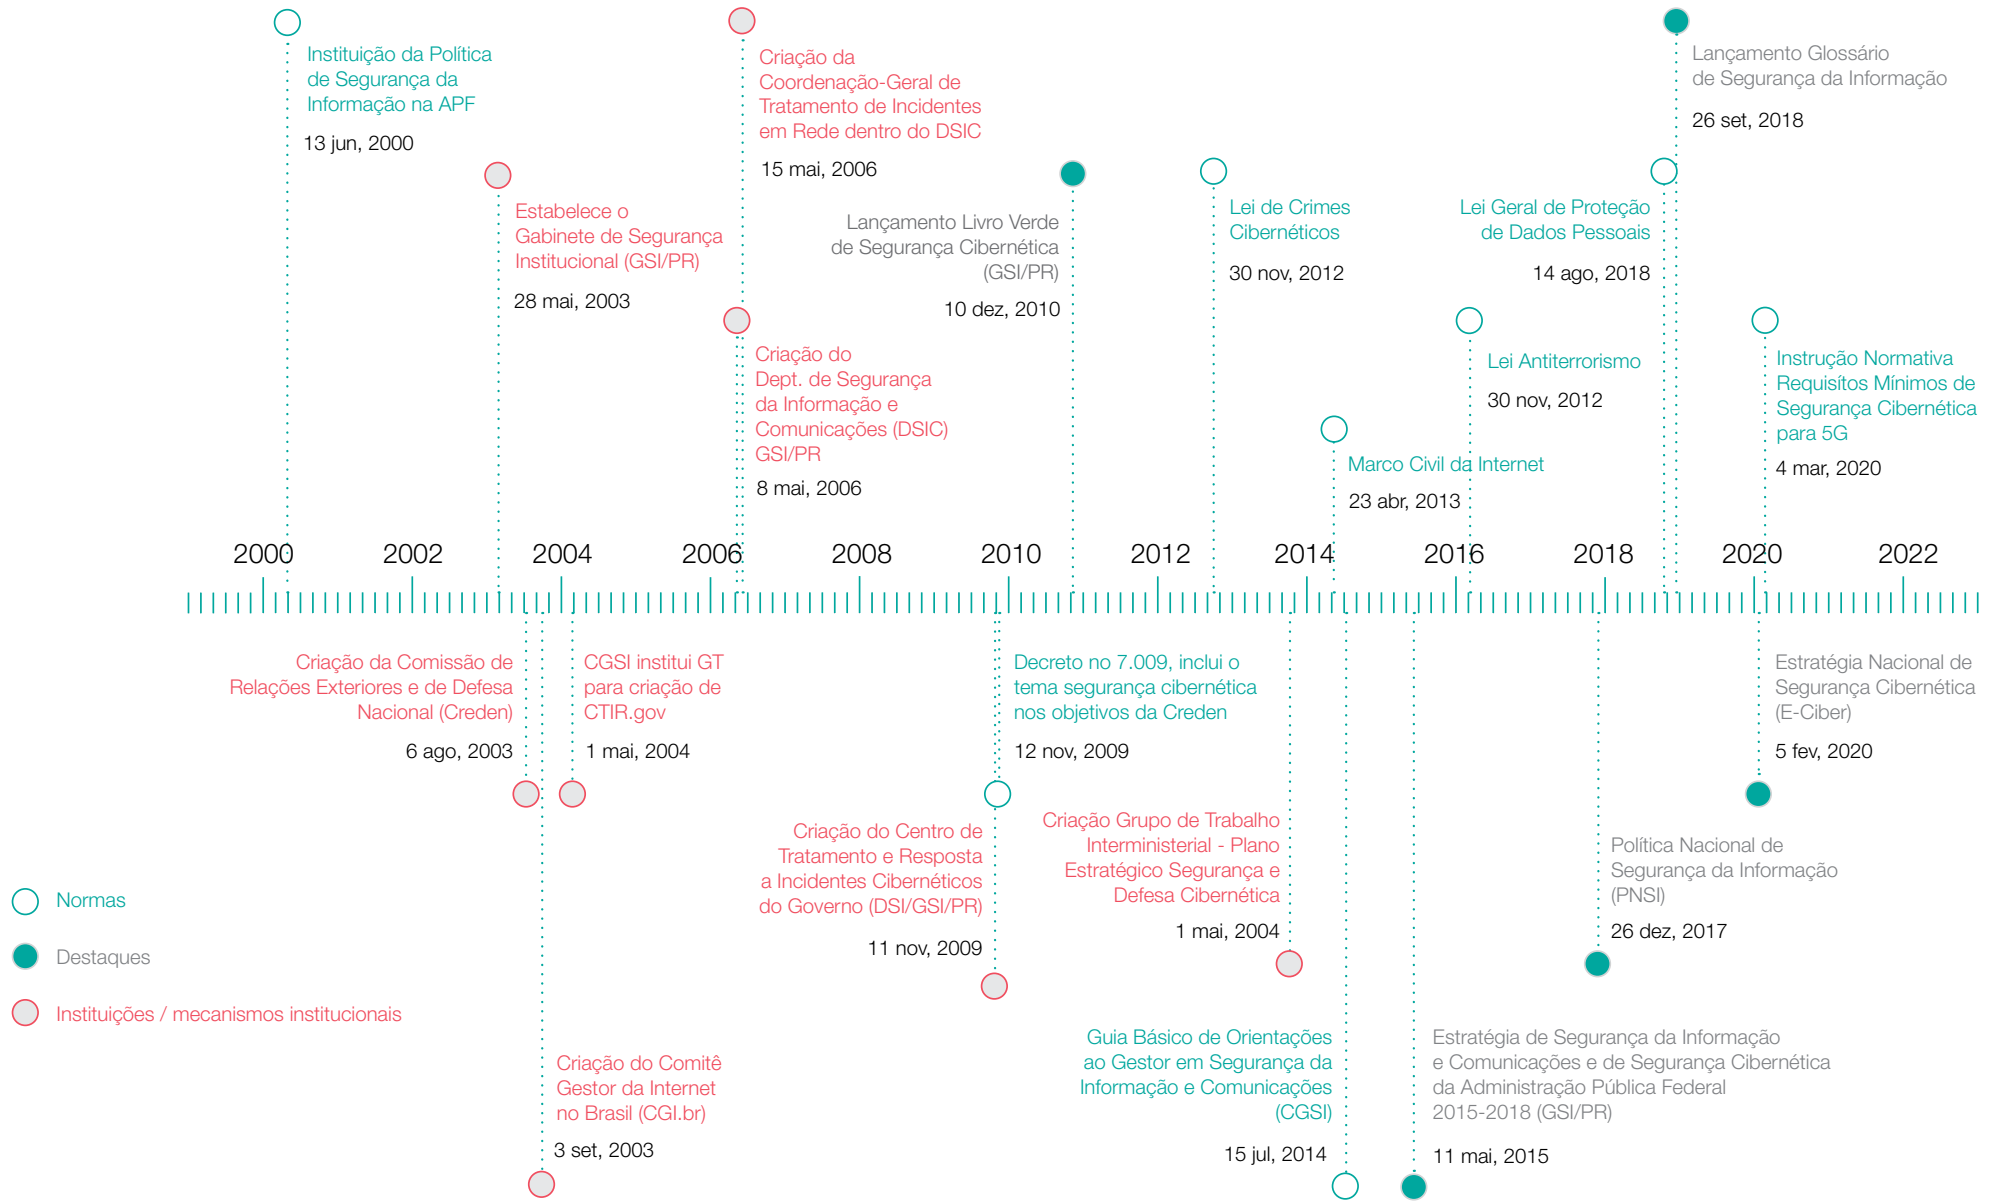 Instituição da Política
de Segurança da
Informação na APF
13 jun, 2000
Estabelece o
Gabinete de Segurança
Institucional (GSI/PR)
28 mai, 2003
Criação da
Coordenação-Geral de
Tratamento de Incidentes
em Rede dentro do DSIC
15 mai, 2006
Criação do
Dept. de Segurança
da Informação e
Comunicações (DSIC)
GSI/PR
8 mai, 2006
Lançamento Livro Verde
de Segurança Cibernética
(GSI/PR)
10 dez, 2010
Lei de Crimes
Cibernéticos
30 nov, 2012
Marco Civil da Internet
23 abr, 2013
Lei Antiterrorismo
30 nov, 2012
Lei Geral de Proteção
de Dados Pessoais
14 ago, 2018
Lançamento Glossário
de Segurança da Informação
26 set, 2018
Instrução Normativa
Requisítos Mínimos de
Segurança Cibernética
para 5G
4 mar, 2020
2000 2002 2004 2006 2008 2010 2012 2014 2016 2018 2020 2022
Criação da Comissão de
Relações Exteriores e de Defesa
Nacional (Creden)
6 ago, 2003
CGSI institui GT
para criação de
CTIR.gov
1 mai, 2004
Decreto no 7.009, inclui o
tema segurança cibernética
nos objetivos da Creden
12 nov, 2009
Estratégia Nacional de
Segurança Cibernética
(E-Ciber)
5 fev, 2020
Criação do Centro de
Tratamento e Resposta
a Incidentes Cibernéticos
do Governo (DSI/GSI/PR)
11 nov, 2009
Criação Grupo de Trabalho
Interministerial - Plano
Estratégico Segurança e
Defesa Cibernética
1 mai, 2004
Política Nacional de
Segurança da Informação
(PNSI)
26 dez, 2017
Normas
Destaques
Instituições / mecanismos institucionais
Criação do Comitê
Gestor da Internet
no Brasil (CGI.br)
3 set, 2003
Guia Básico de Orientações
ao Gestor em Segurança da
Informação e Comunicações
(CGSI)
15 jul, 2014
Estratégia de Segurança da Informação
e Comunicações e de Segurança Cibernética
da Administração Pública Federal
2015-2018 (GSI/PR)
11 mai, 2015